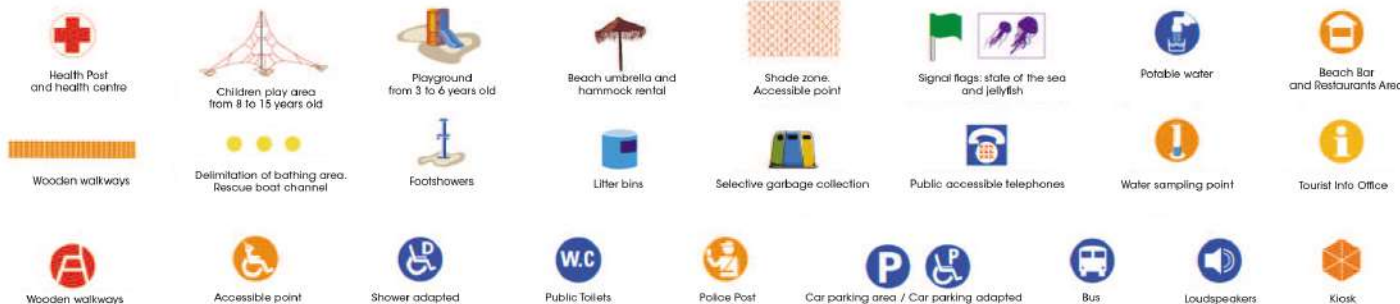 Health Post
and health centre
Children play area
from 8 to 15 years old
Playground
from 3 to 6 years old
Beach umbrella and
hammock rental
Shade zone.
Accessible point
Signal flags: state of the sea
and jellyfish
Potable water
Beach Bar
and Restaurants Area
Wooden walkways
Delimitation of bathing area.
Rescue boat channel
Footshowers
Litter bins
Selective garbage collection
Public accessible telephones
Water sampling point
i
Tourist Info Office
Wooden walkways
Accessible point
D
Shower adapted
W.C
Public Toilets
Police Post
P
P
Car parking area / Car parking adapted
Bus
Loudspeakers
Kiosk